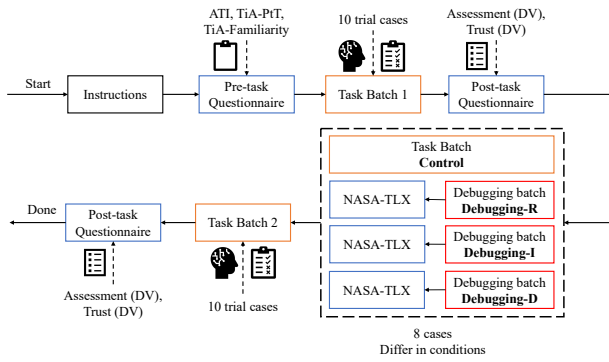 ATI, TiA-PtT,
TiA-Familiarity
10 trial cases
Assessment (DV),
Trust (DV)
Start
Instructions
Pre-task
Questionnaire
Task Batch 1
Post-task
Questionnaire
Task Batch
Control
NASA-TLX
Debugging batch
Debugging-R
NASA-TLX
Debugging batch
Debugging-I
NASA-TLX
Debugging batch
Debugging-D
8 cases
Differ in conditions
Done
Post-task
Questionnaire
Task Batch 2
Assessment (DV),
Trust (DV)
10 trial cases